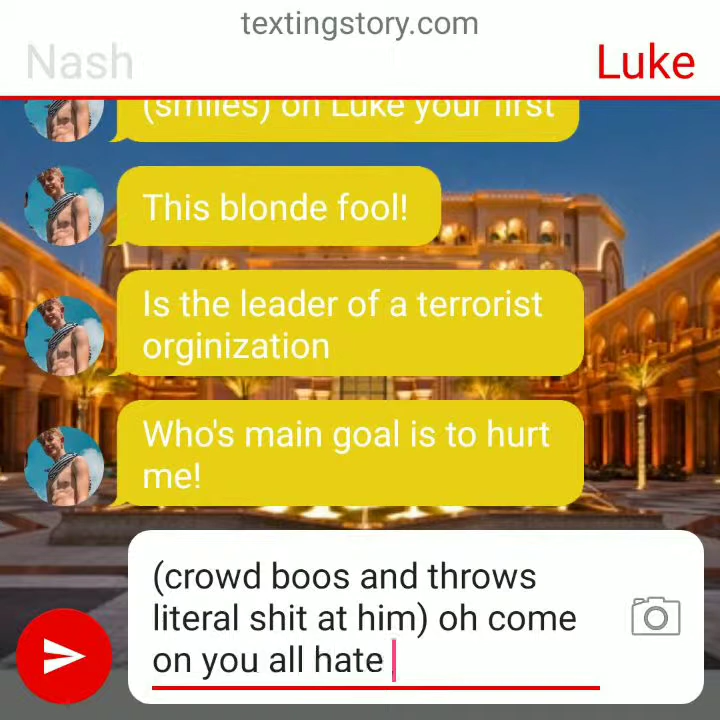 textingstory.com
Nash
Luke
(smiles) oh Luke your first
This blonde fool!
Is the leader of a terrorist
orginization
Who's main goal is to hurt
me!
(crowd boos and throws
literal shit at him) oh come
on you all hate